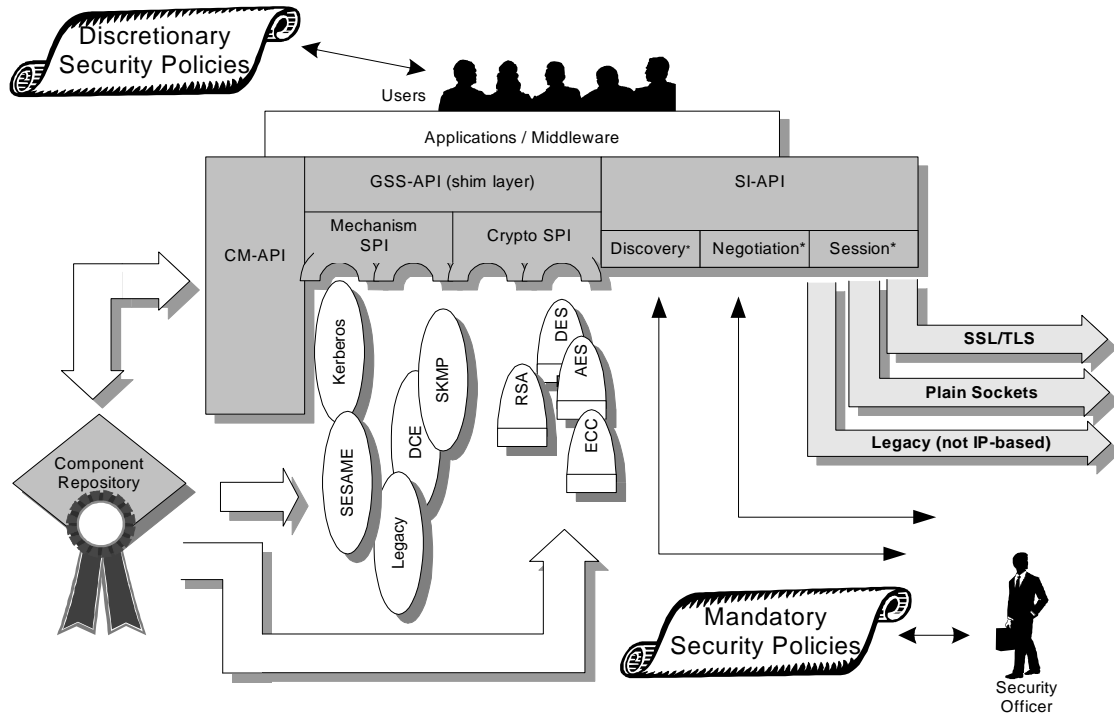 Discretionary
Security Policies
Users
Applications / Middleware
CM-API
GSS-API (shim layer)
SI-API
Mechanism
SPI
Crypto SPI
Discovery*
Negotiation*
Session*
Kerberos
SKMP
DCE
SESAME
Legacy
DES
AES
RSA
ECC
SSL/TLS
Plain Sockets
Legacy (not IP-based)
Component
Repository
Mandatory
Security Policies
Security
Officer